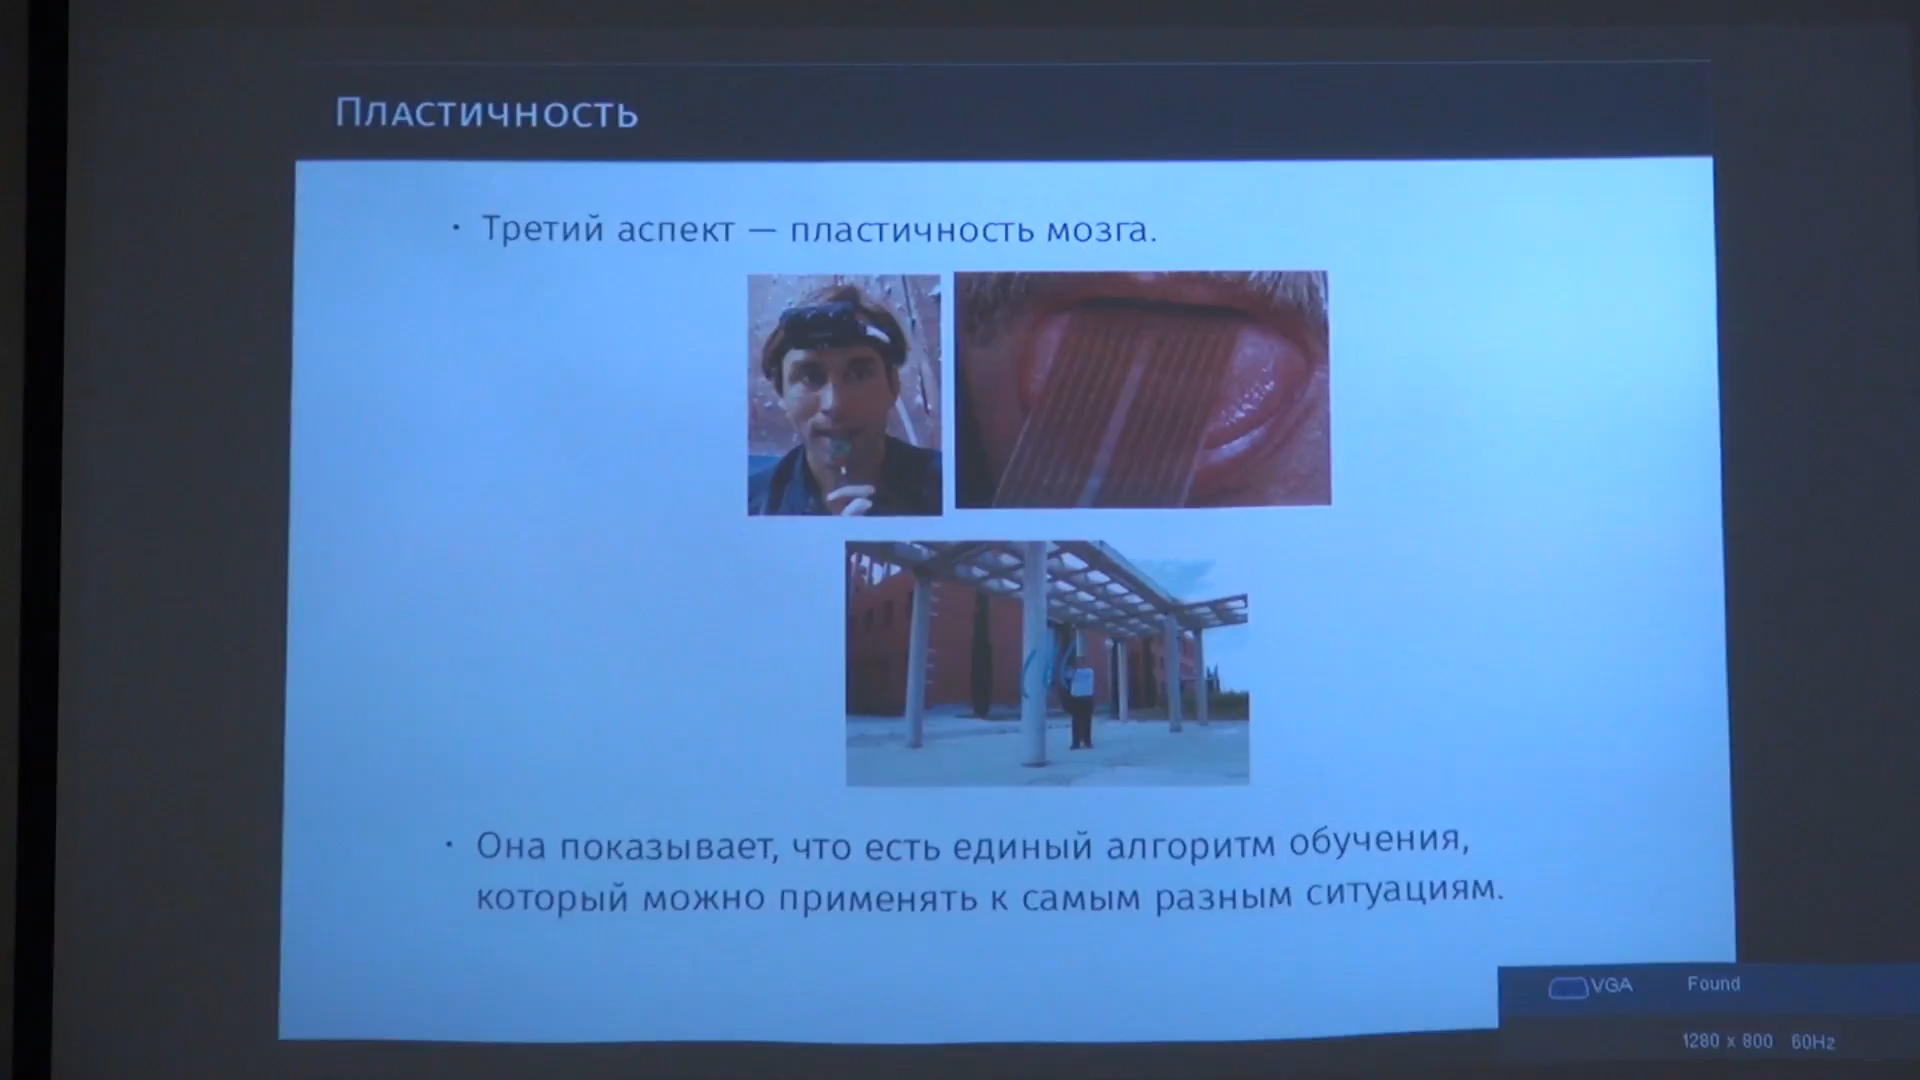 Пластичность
· Третий аспект — пластичность мозга.
· Она показывает, что есть единый алгоритм обучения,
который можно применять к самым разным ситуациям.
VGA Found
1280 x 800 60Hz